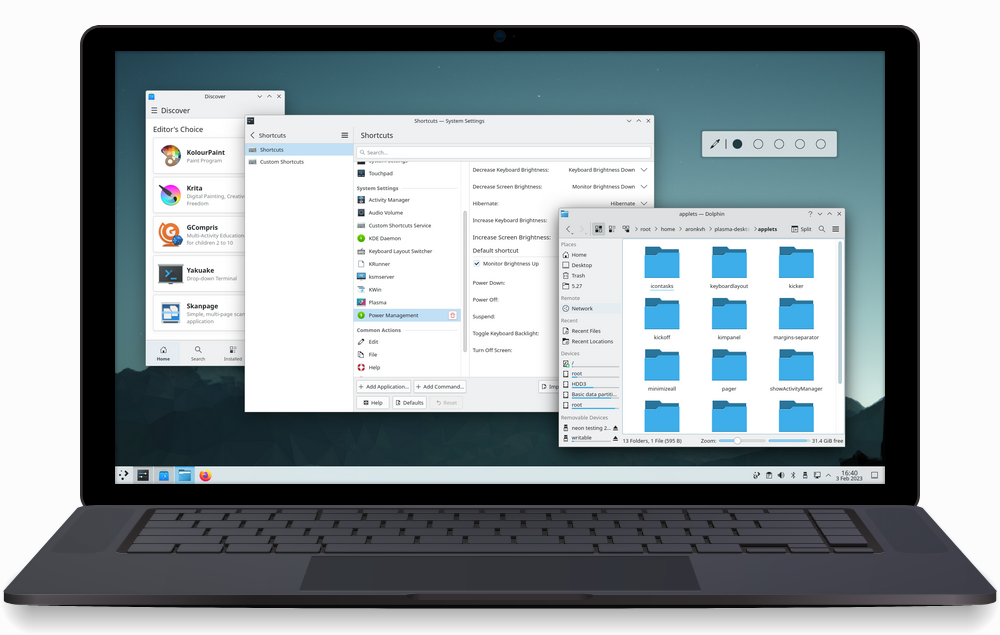 Discover
Discover
Editor's Choice
KolourPaint
Paint Program
Krita
Digital Painting, Creative
Freedom
GCompris
Multi-Activity Education
for children 2 to 10
Yakuake
Drop-down Terminal
Skanpage
Simple, multi-page scan
application
Home
Search
Installed
Shortcuts — System Settings
Shortcuts
Shortcuts
Custom Shortcuts
Shortcuts
Search...
System Settings
Touchpad
System Settings
Activity Manager
Audio Volume
Custom Shortcuts Service
KDE Daemon
Keyboard Layout Switcher
KRunner
ksmserver
KWin
Plasma
Power Management
Common Actions
Edit
File
Help
Add Application...
Add Command...
Help
Defaults
Reset
Decrease Keyboard Brightness:
Keyboard Brightness Down
Decrease Screen Brightness:
Monitor Brightness Down
Hibernate:
Hibernate
Increase Keyboard Brightness:
Increase Screen Brightness:
Default shortcut
Monitor Brightness Up
Power Down:
Power Off:
Suspend:
Toggle Keyboard Backlight:
Turn Off Screen:
Imp
applets — Dolphin
root
home
aronkvh
plasma-deskt
applets
Split
Places
Home
Desktop
Trash
5.27
Remote
Network
Recent
Recent Files
Recent Locations
Devices
/
root
HDD3
Basic data partiti...
root
Removable Devices
neon testing 2...
writable
icontasks
keyboardlayout
kicker
kickoff
kimpanel
margins-separator
minimizeall
pager
showActivityManager
13 Folders, 1 File (595 B)
Zoom:
31.4 GiB free
16:40
3 Feb 2023